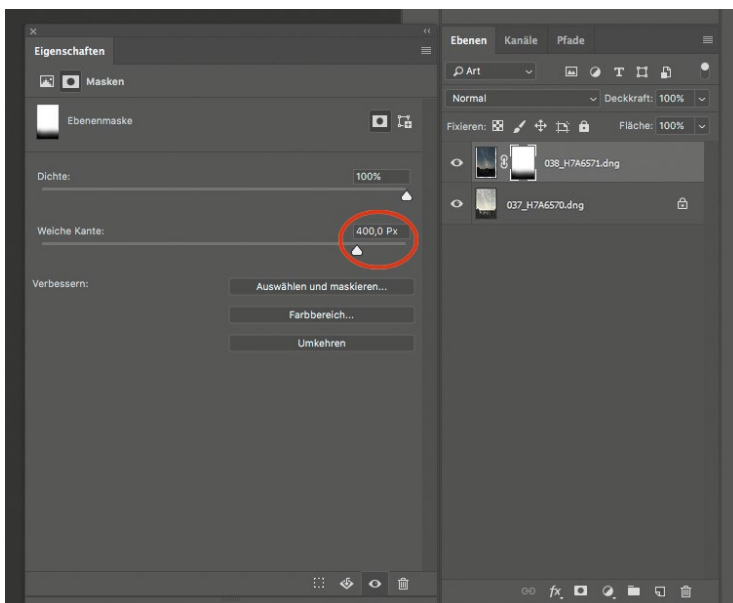 Eigenschaften
Masken
Ebenenmaske
Dichte: 100%
Weiche Kante: 400,0 Px
Verbessern: Auswählen und maskieren...
Farbbereich...
Umkehren
Ebenen Kanäle Pfade
Art
Normal Deckkraft: 100%
Fixieren: Fläche: 100%
038_H7A6571.dng
037_H7A6570.dng
fx